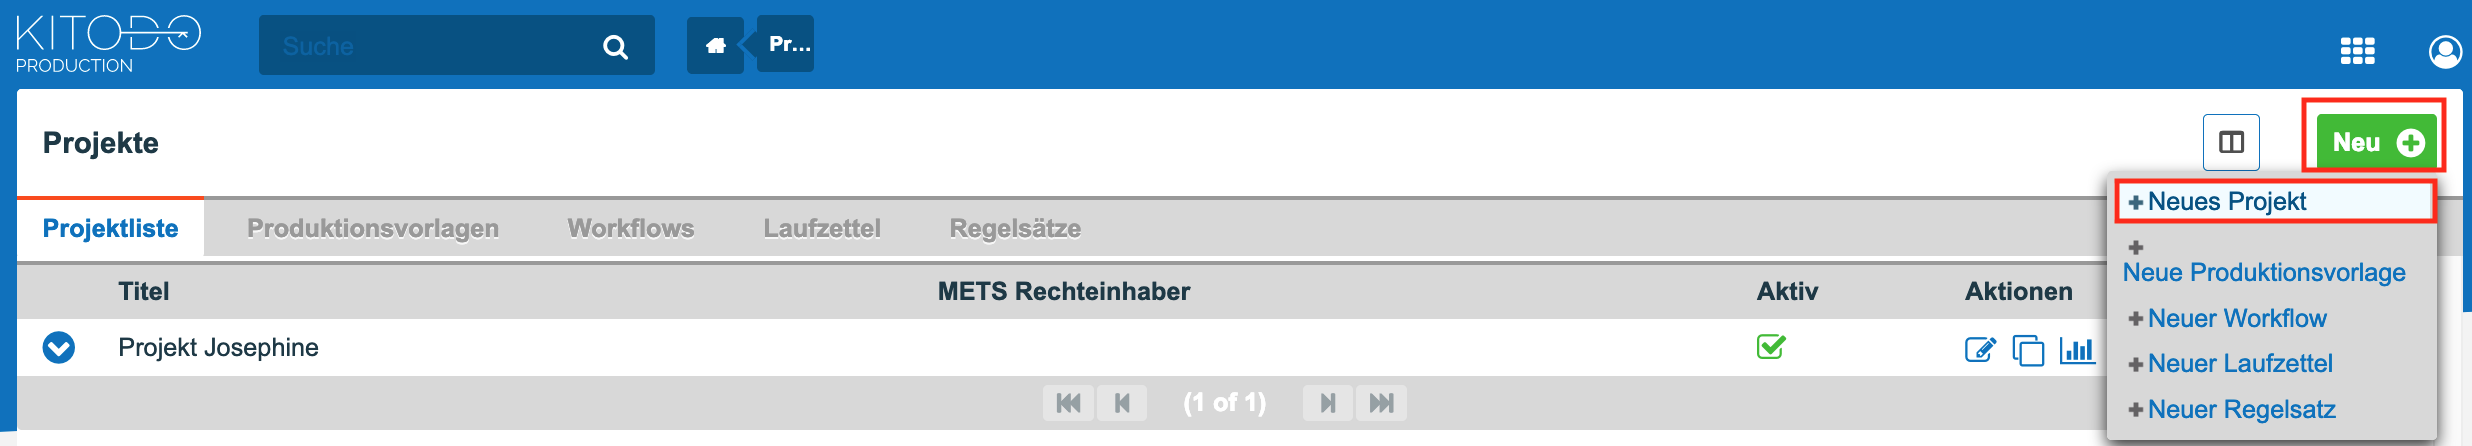 KITODO
PRODUCTION
Suche
Pr...
Projekte
Neu
Neues Projekt
Neue Produktionsvorlage
Neuer Workflow
Neuer Laufzettel
Neuer Regelsatz
Projektliste Produktionsvorlagen Workflows Laufzettel Regelsätze
Titel METS Rechteinhaber Aktiv Aktionen
Projekt Josephine
(1 of 1)